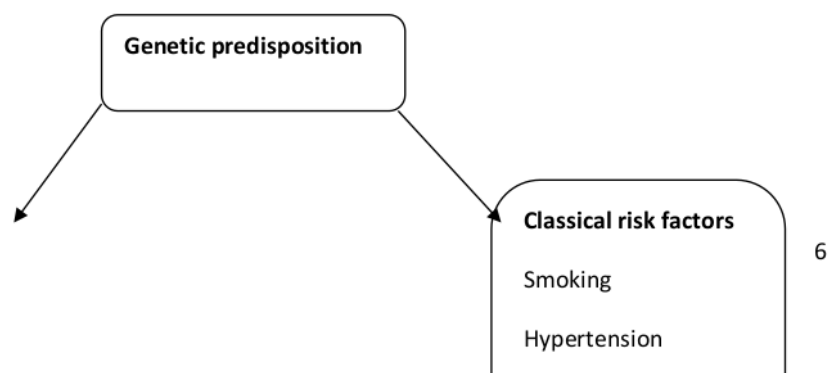 Genetic predisposition
Classical risk factors
6
Smoking
Hypertension